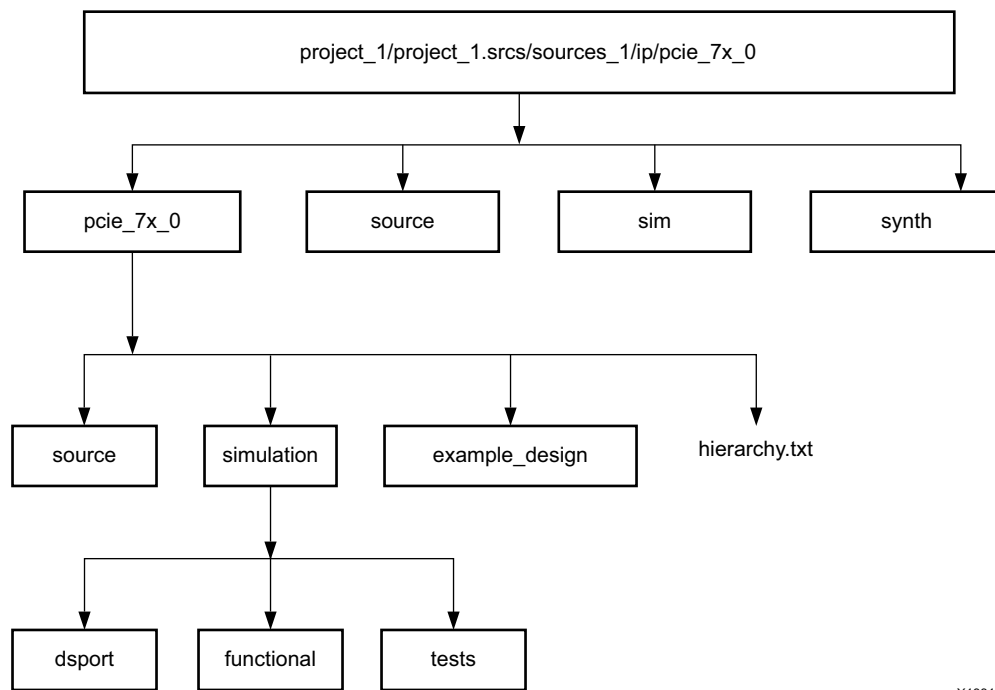 project_1/project_1.srcs/sources_1/ip/pcie_7x_0
pcie_7x_0 source sim synth
source simulation example_design hierarchy.txt
dsport functional tests